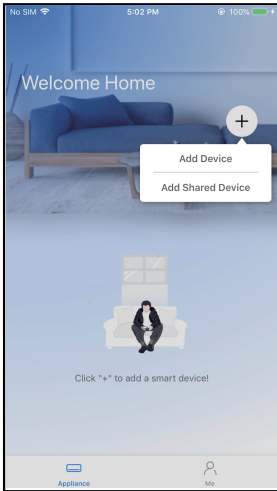 No SIM 5:02 PM 100%
Welcome Home
+
Add Device
Add Shared Device
Click "+" to add a smart device!
Appliance Me